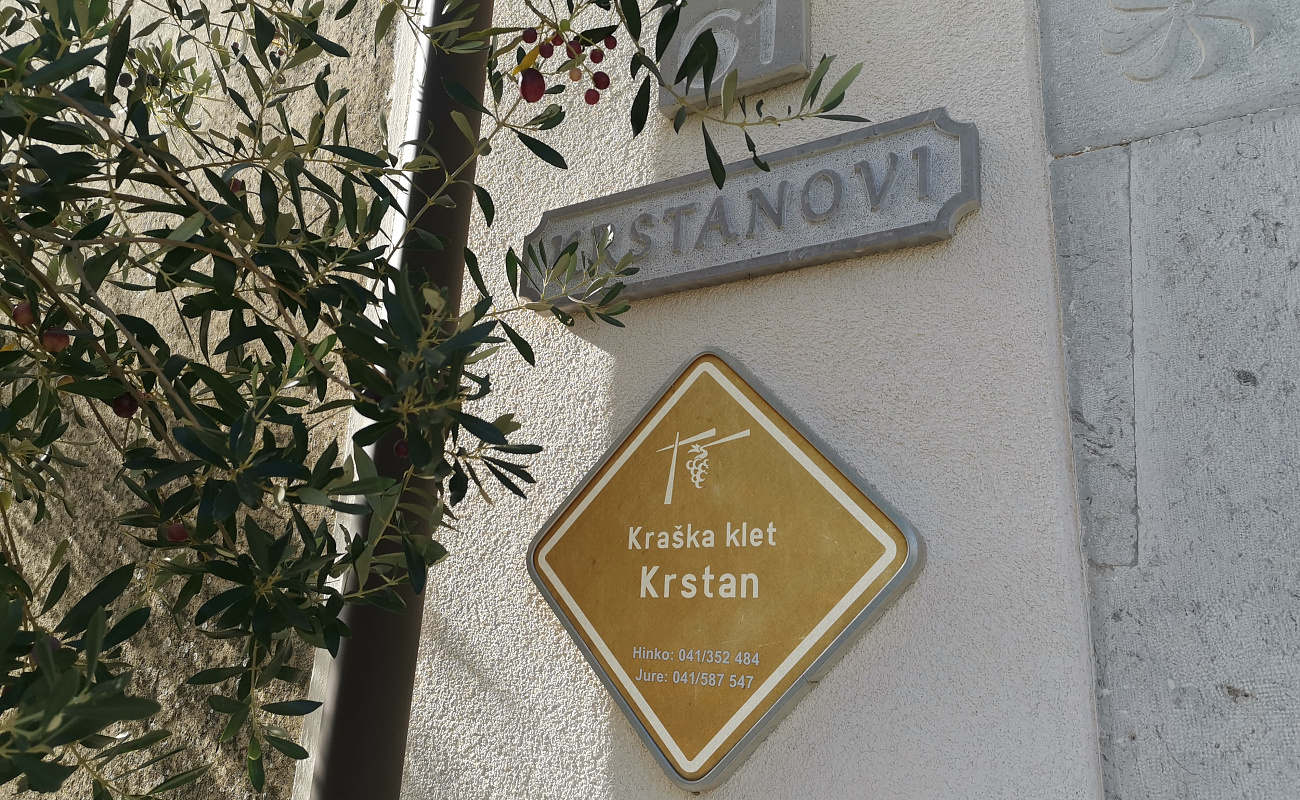 61
KRSTANOVI
Kraška klet
Krstan
Hinko: 041/352 484
Jure: 041/587 547